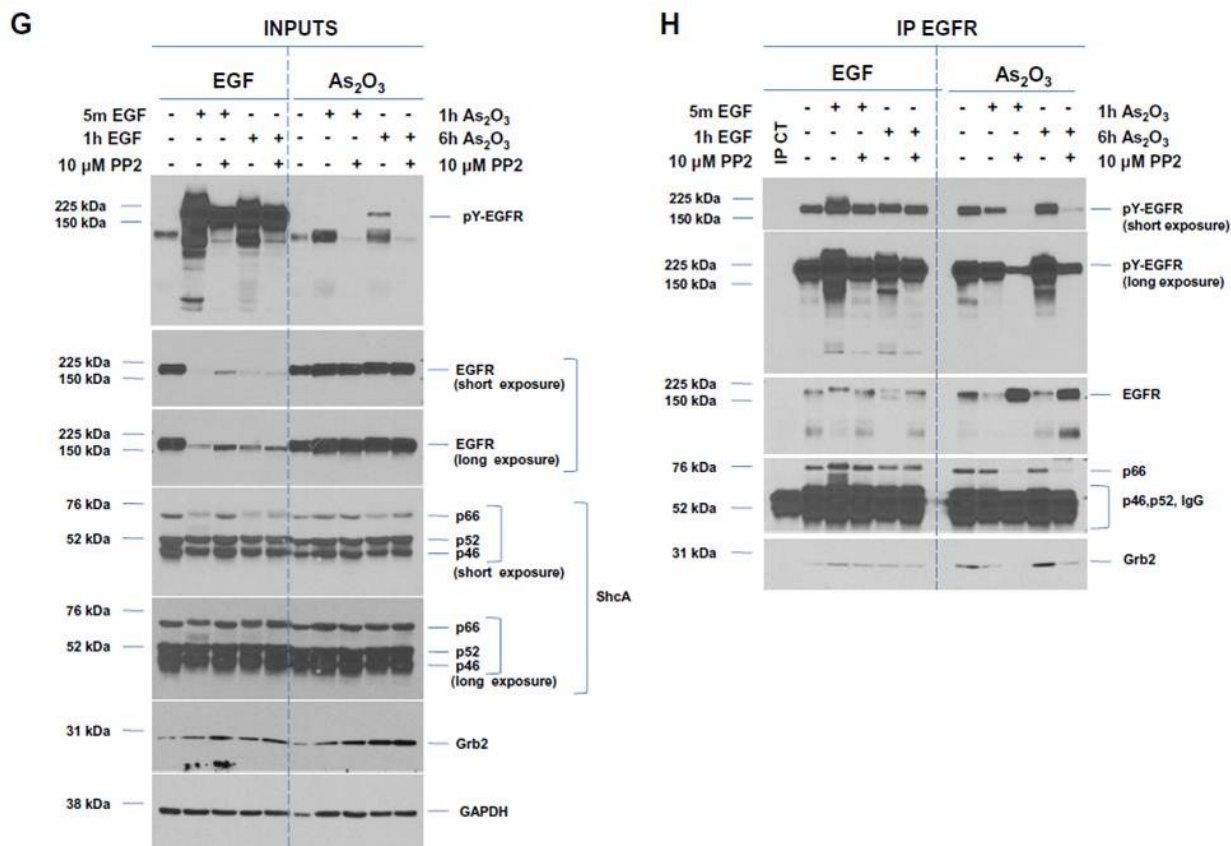 G
INPUTS
EGF As₂O₃
5m EGF - + + - - - + + - - 1h As₂O₃
1h EGF - - - + + - - - + + 6h As₂O₃
10 µM PP2 - - + - + - - + - + 10 µM PP2
225 kDa
150 kDa
pY-EGFR
225 kDa
150 kDa
EGFR
(short exposure)
225 kDa
150 kDa
EGFR
(long exposure)
76 kDa
52 kDa
p66
p52
p46
(short exposure)
ShcA
76 kDa
52 kDa
p66
p52
p46
(long exposure)
31 kDa
Grb2
38 kDa
GAPDH
H
IP EGFR
EGF As₂O₃
5m EGF - + + - - - + + - - 1h As₂O₃
1h EGF - - - + + - - - + + 6h As₂O₃
10 µM PP2 - - + - + - - + - + 10 µM PP2
IP CT
225 kDa
150 kDa
pY-EGFR
(short exposure)
225 kDa
150 kDa
pY-EGFR
(long exposure)
225 kDa
150 kDa
EGFR
76 kDa
52 kDa
p66
p46,p52, IgG
31 kDa
Grb2